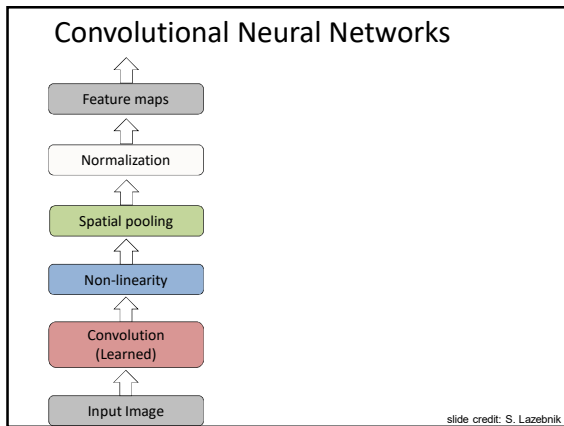 Convolutional Neural Networks
Feature maps
Normalization
Spatial pooling
Non-linearity
Convolution
(Learned)
Input Image
slide credit: S. Lazebnik